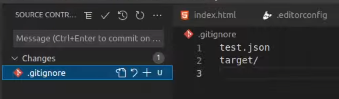 SOURCE CONTR...
Message (Ctrl+Enter to commit on ...
Changes 1
.gitignore U
index.html .editorconfig
.gitignore
1 test.json
2 target/
3